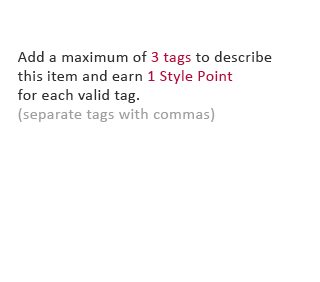 Add a maximum of 3 tags to describe
this item and earn 1 Style Point
for each valid tag.
(separate tags with commas)